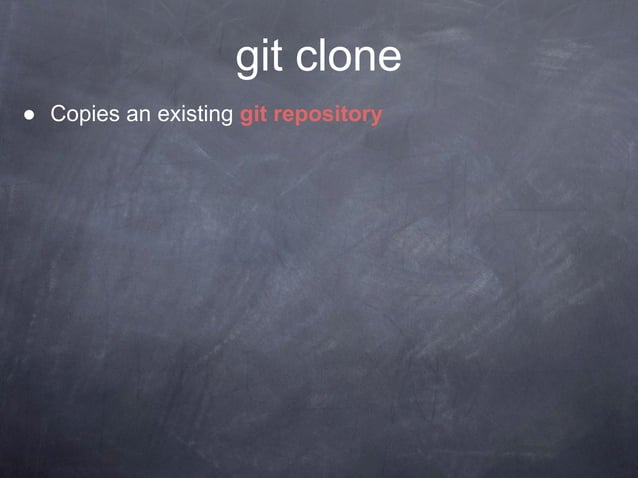 git clone
● Copies an existing git repository